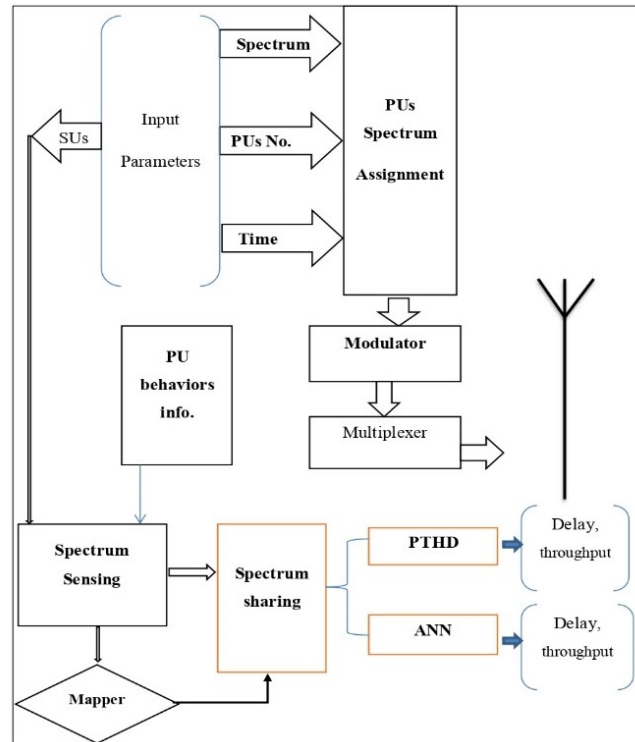 Spectrum
PUs
Spectrum
Assignment
SUs
Input
Parameters
PUs No.
Time
Modulator
PU
behaviors
info.
Multiplexer
Spectrum
Sensing
Spectrum
sharing
PTHD
Delay,
throughput
ANN
Delay,
throughput
Mapper